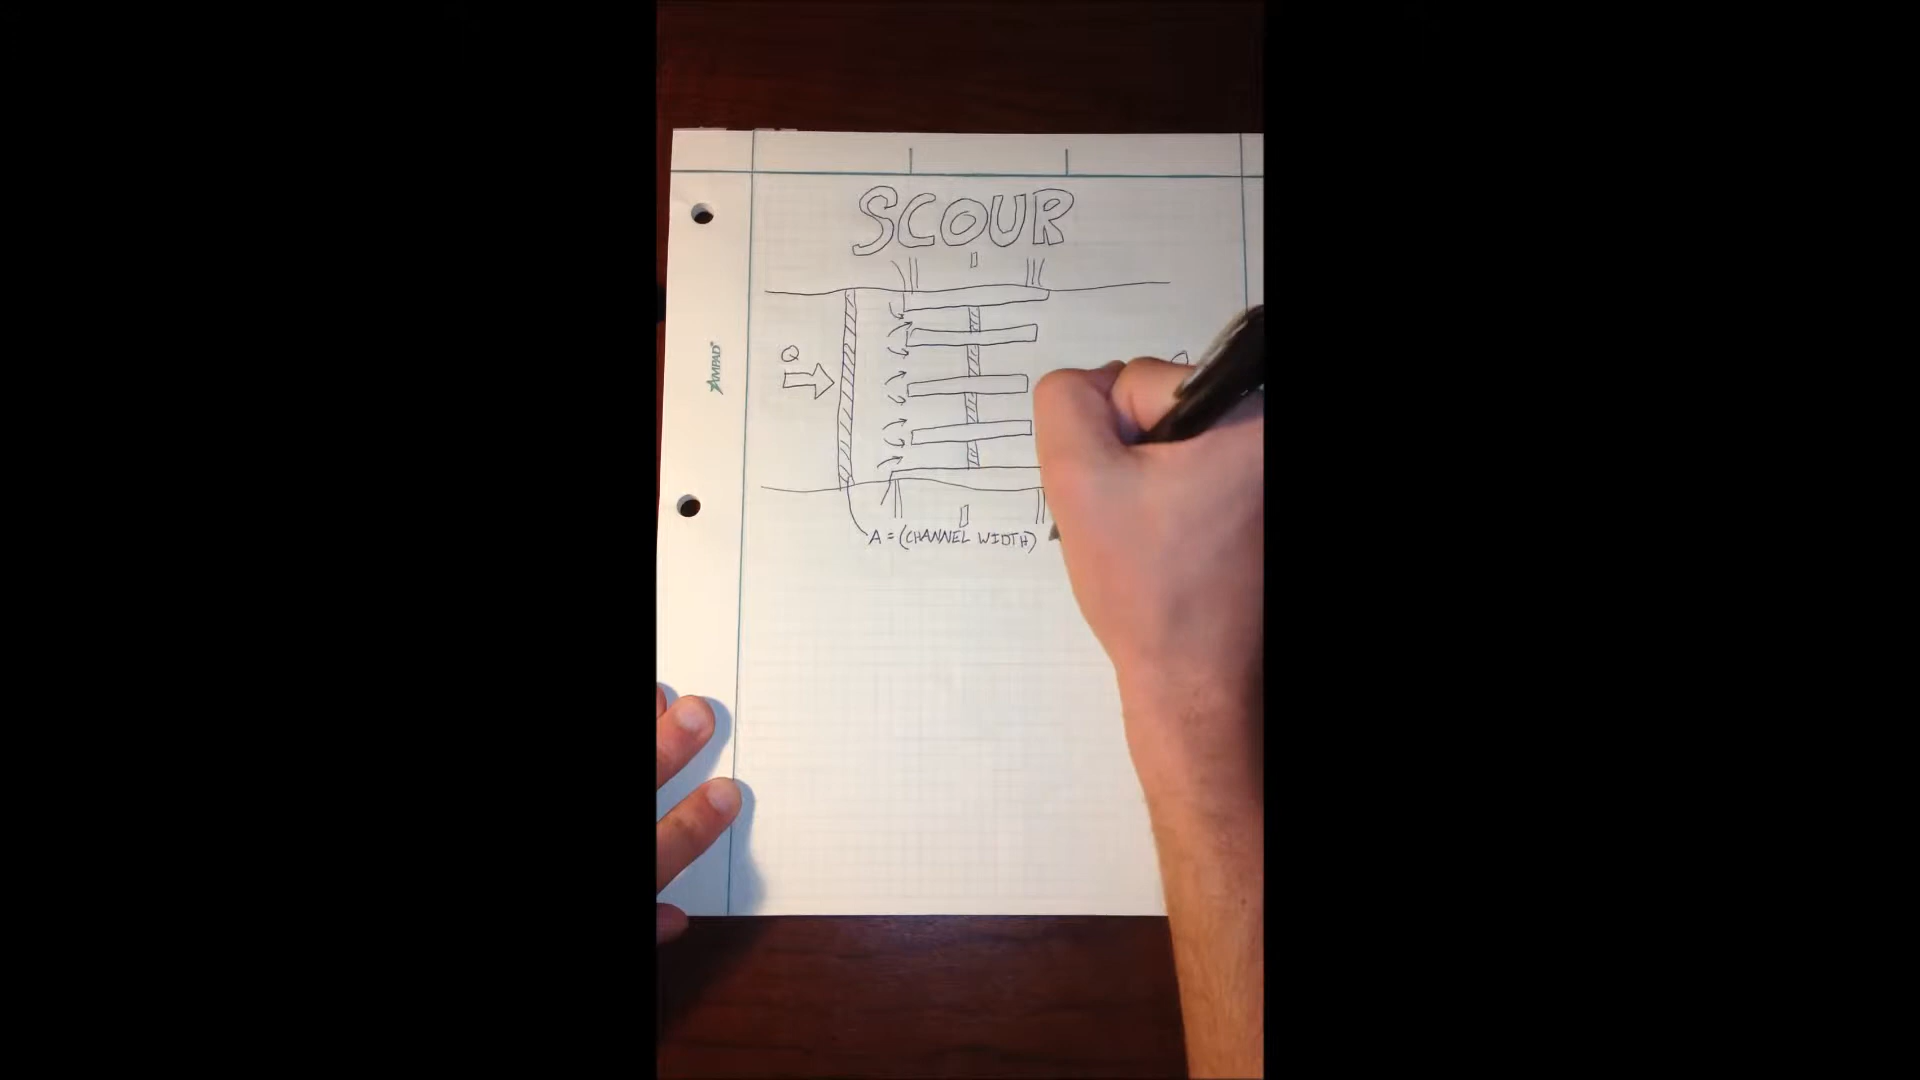 SCOUR
Q
AMPAD
A = (CHANNEL WIDTH)